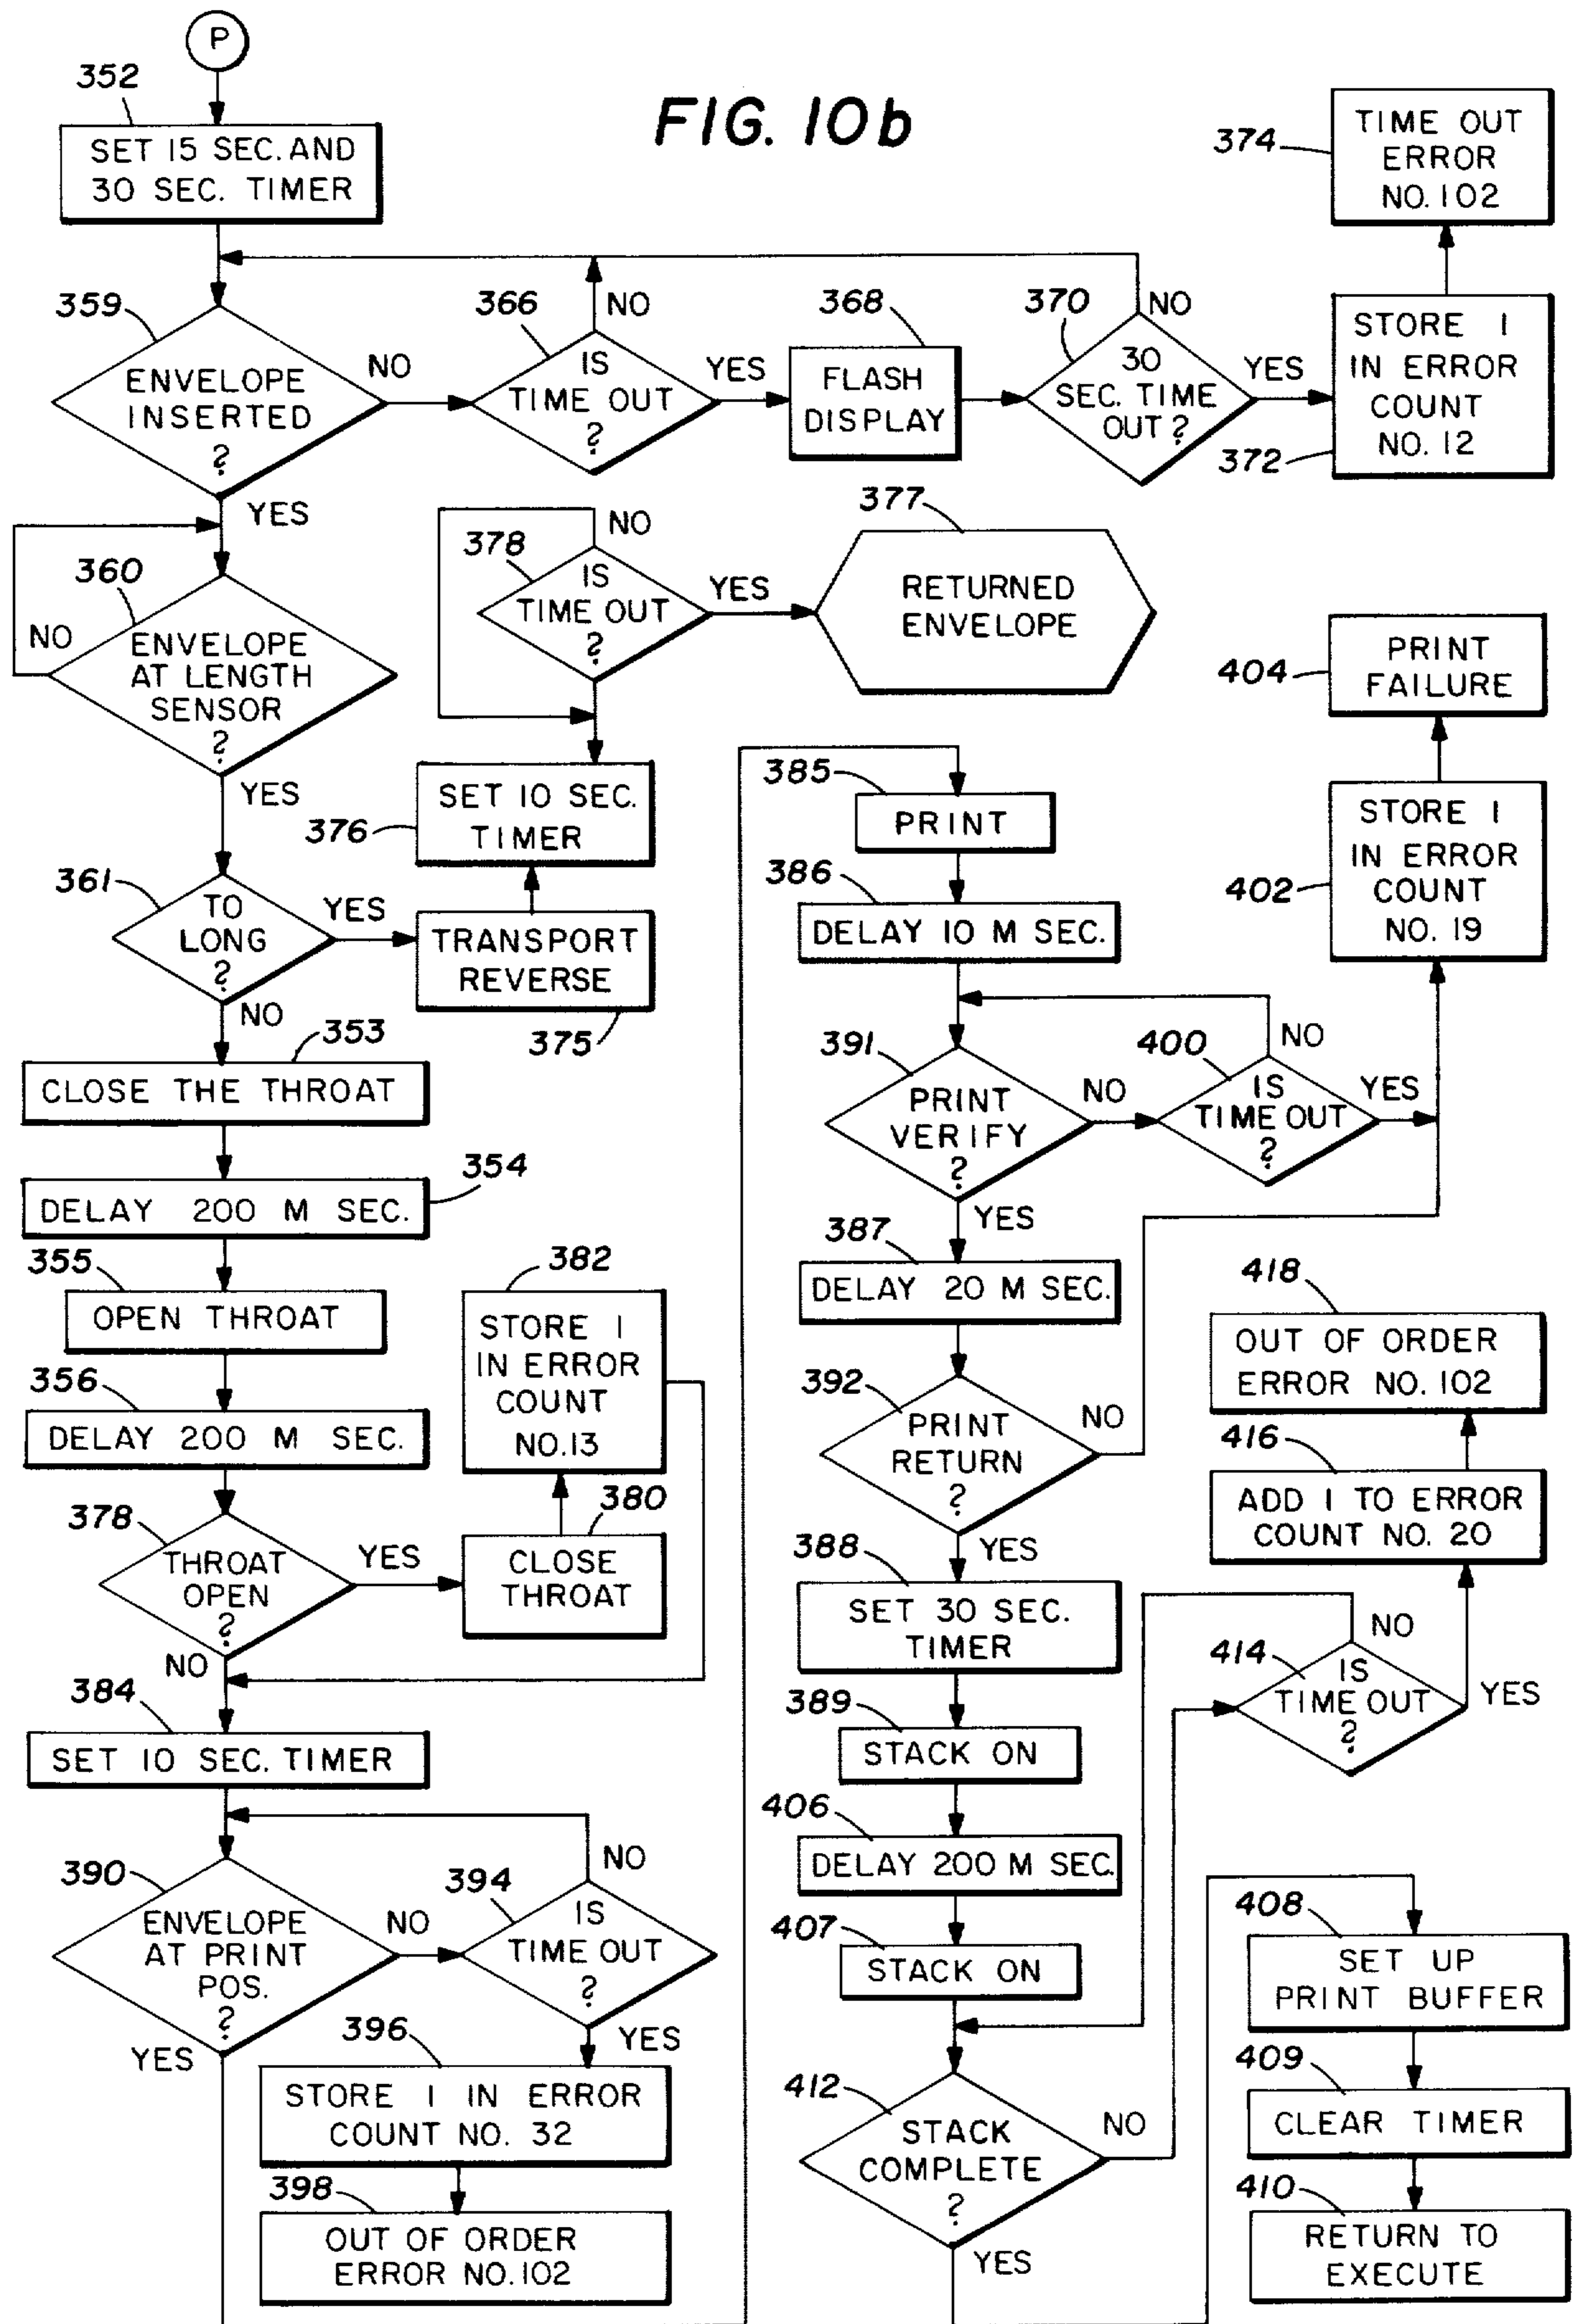 P
352
FIG. 10b
SET 15 SEC. AND
30 SEC. TIMER
374
TIME OUT
ERROR
NO. 102
359
ENVELOPE
INSERTED
?
NO
YES
366
IS
TIME OUT
?
NO
YES
368
FLASH
DISPLAY
370
30
SEC. TIME
OUT ?
NO
YES
STORE 1
IN ERROR
COUNT
NO. 12
372
360
ENVELOPE
AT LENGTH
SENSOR
?
NO
YES
378
IS
TIME OUT
?
NO
YES
377
RETURNED
ENVELOPE
SET 10 SEC.
TIMER
376
361
TO
LONG
?
YES
NO
TRANSPORT
REVERSE
375
353
CLOSE THE THROAT
354
DELAY 200 M SEC.
355
OPEN THROAT
356
DELAY 200 M SEC.
378
THROAT
OPEN
?
YES
NO
382
STORE 1
IN ERROR
COUNT
NO.13
380
CLOSE
THROAT
384
SET 10 SEC. TIMER
390
ENVELOPE
AT PRINT
POS.
?
NO
YES
394
IS
TIME OUT
?
NO
YES
396
STORE 1 IN ERROR
COUNT NO. 32
398
OUT OF ORDER
ERROR NO.102
385
PRINT
386
DELAY 10 M SEC.
391
PRINT
VERIFY
?
NO
YES
400
IS
TIME OUT
?
NO
YES
404
PRINT
FAILURE
402
STORE 1
IN ERROR
COUNT
NO. 19
387
DELAY 20 M SEC.
392
PRINT
RETURN
?
NO
YES
388
SET 30 SEC.
TIMER
389
STACK ON
406
DELAY 200 M SEC.
407
STACK ON
412
STACK
COMPLETE
?
NO
YES
418
OUT OF ORDER
ERROR NO. 102
416
ADD 1 TO ERROR
COUNT NO. 20
414
IS
TIME OUT
?
NO
YES
408
SET UP
PRINT BUFFER
409
CLEAR TIMER
410
RETURN TO
EXECUTE